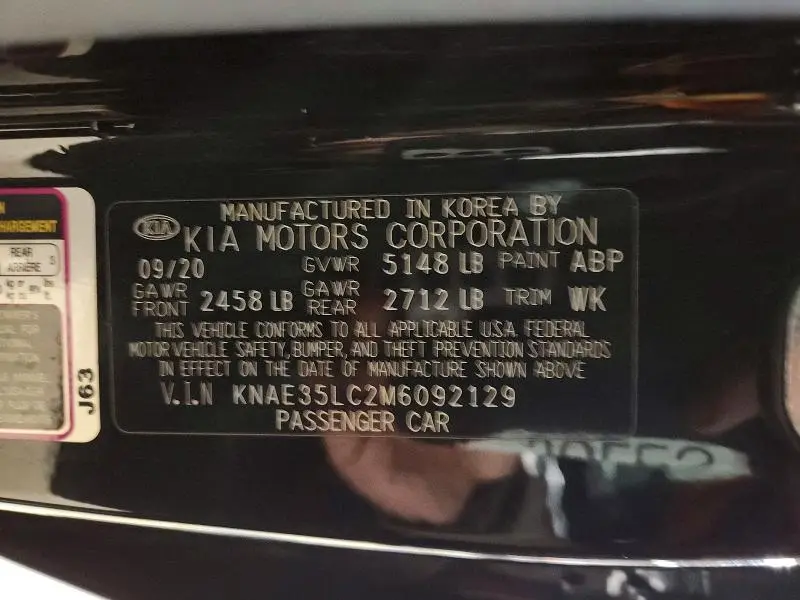 MANUFACTURED IN KOREA BY
KIA KIA MOTORS CORPORATION
09/20 GVWR 5148 LB PAINT ABP
GAWR FRONT 2458 LB GAWR REAR 2712 LB TRIM WK
THIS VEHICLE CONFORMS TO ALL APPLICABLE U.S.A. FEDERAL
MOTOR VEHICLE SAFETY, BUMPER, AND THEFT PREVENTION STANDARDS
IN EFFECT ON THE DATE OF MANUFACTURE SHOWN ABOVE
V.I.N KNAE35LC2M6092129
PASSENGER CAR
REAR
ARRIÈRE
J63